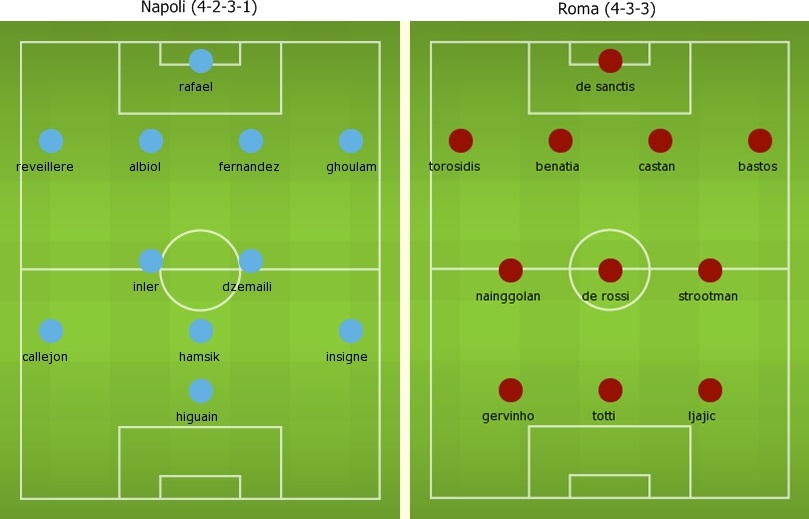 Napoli (4-2-3-1)
rafael
reveillere albiol fernandez ghoulam
inler dzemaili
callejon hamsik insigne
higuain
Roma (4-3-3)
de sanctis
torosidis benatia castan bastos
nainggolan de rossi strootman
gervinho totti ljajic